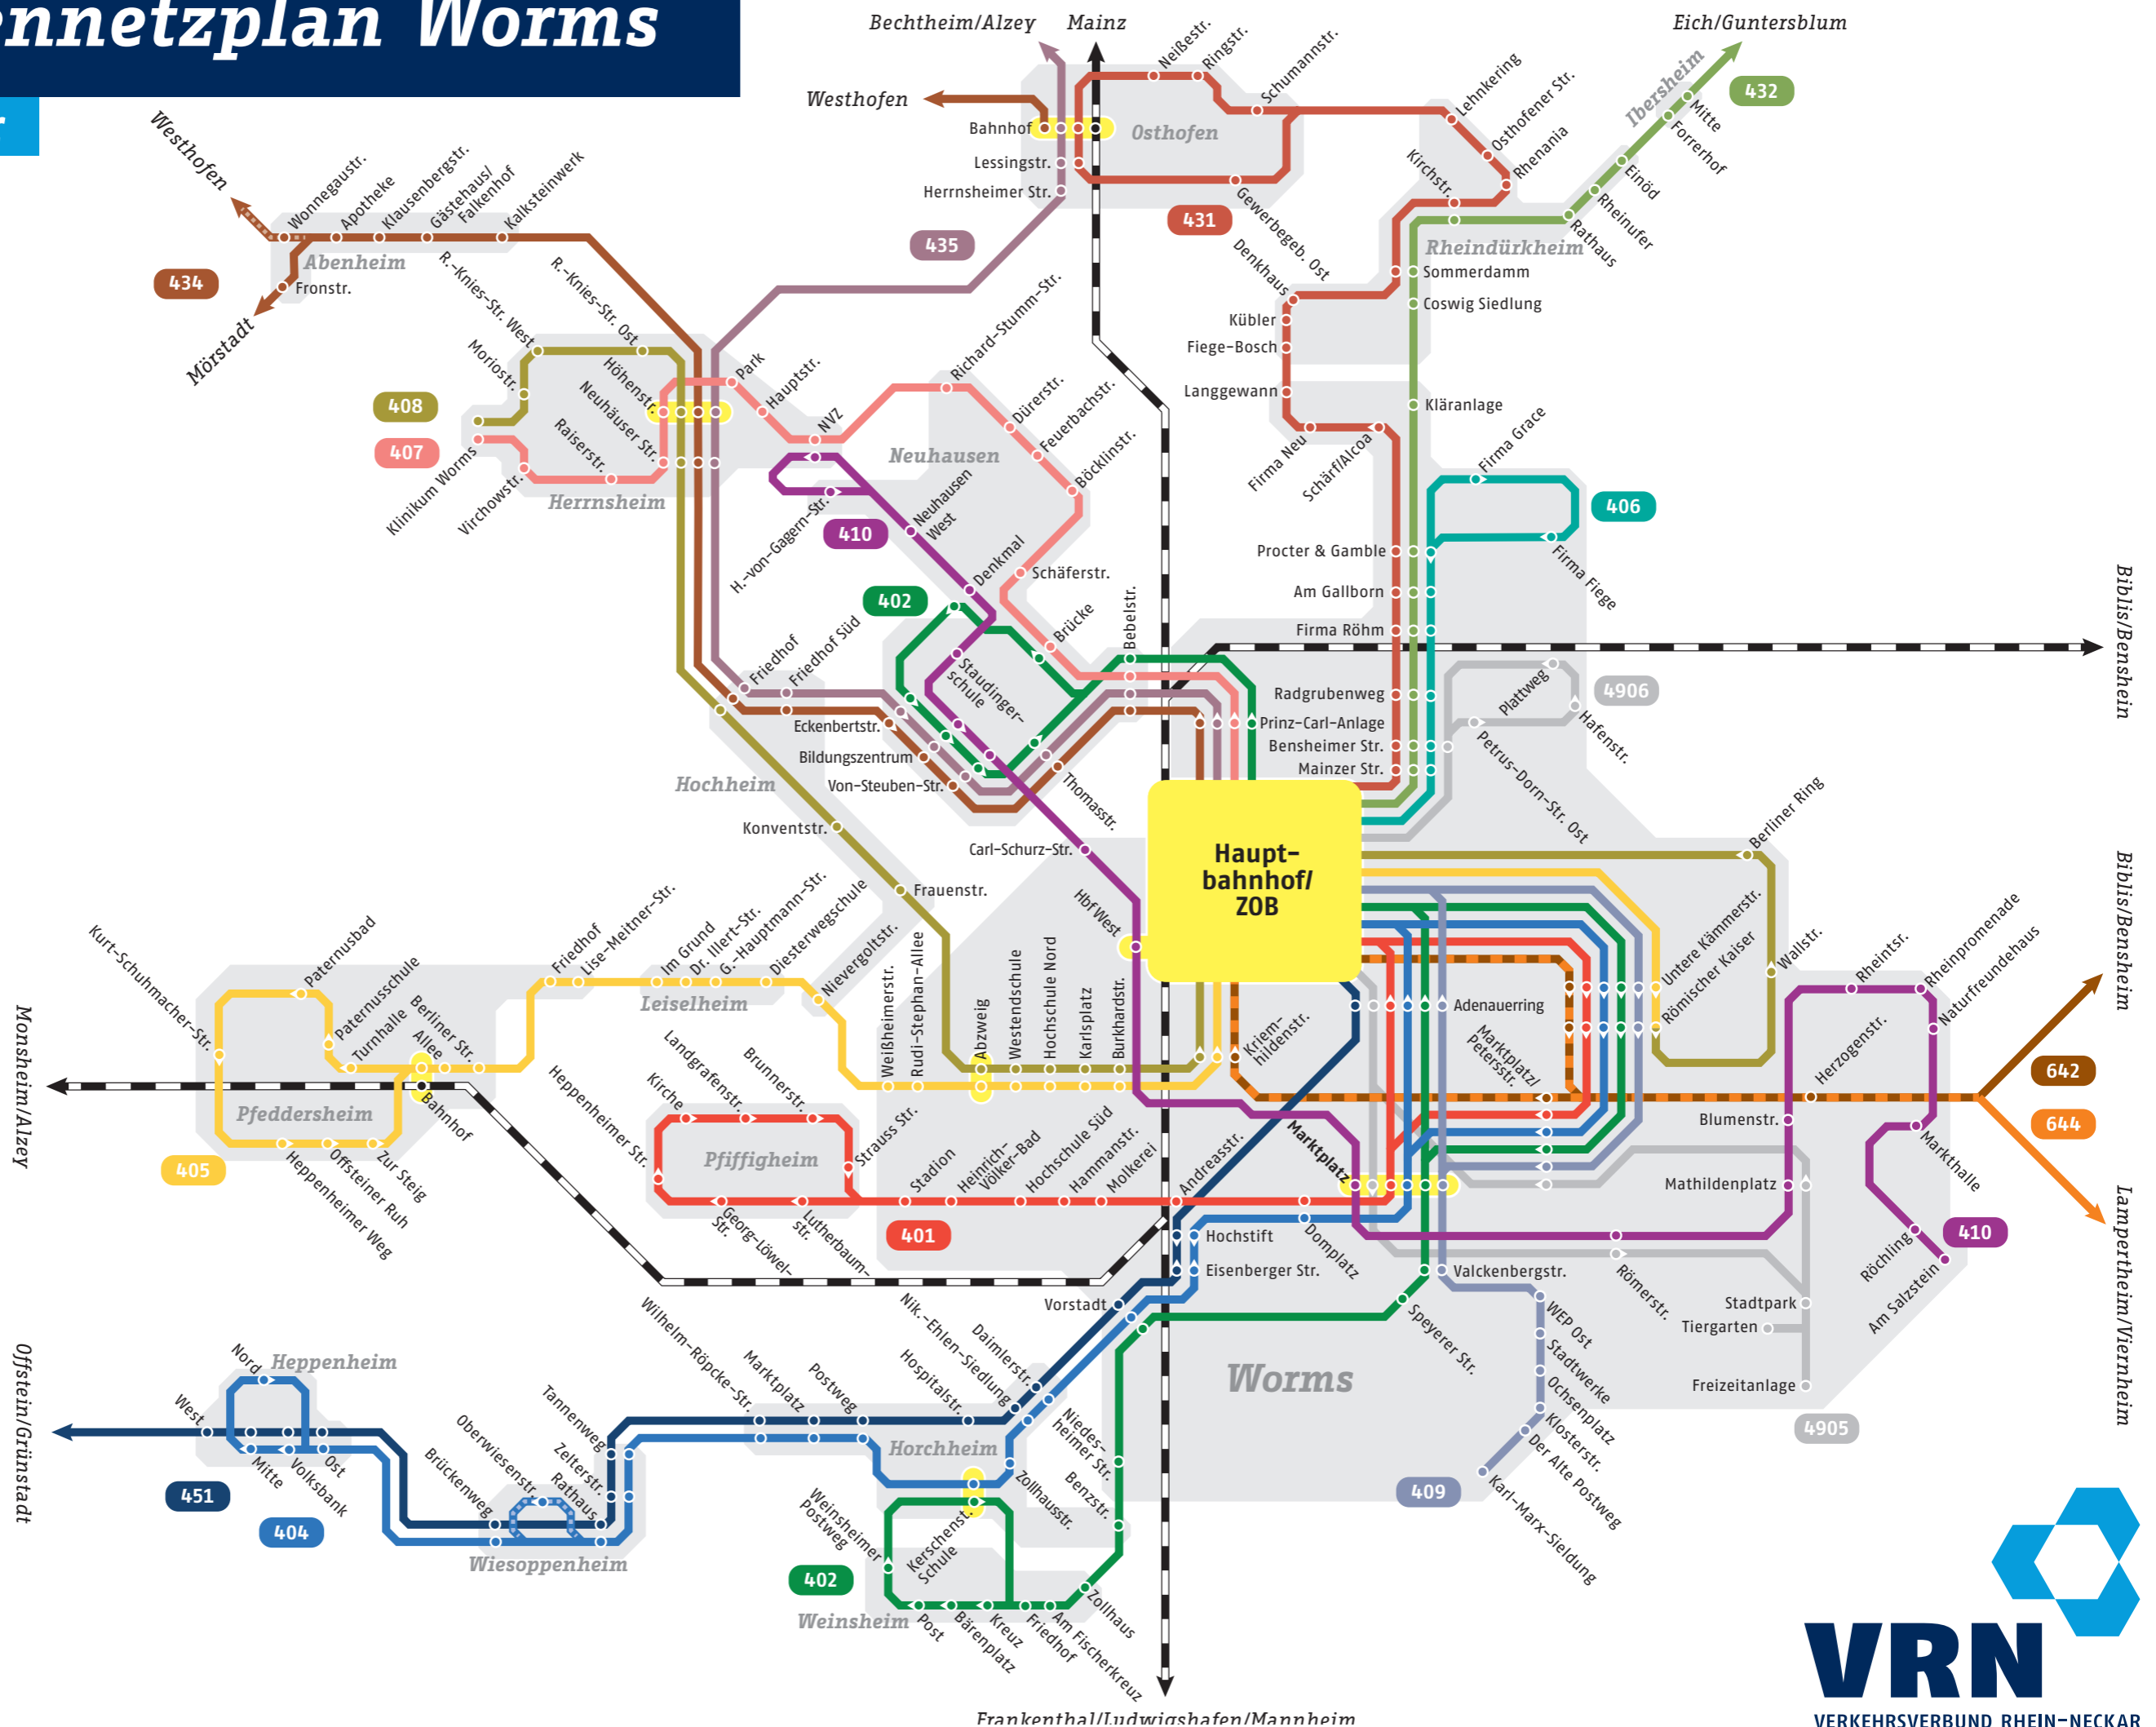 ennetzplan Worms
Bechtheim/Alzey
Mainz
Eich/Guntersblum
Westhofen
Neißestr.
Ringstr.
Schumannstr.
Lehnkering
Osthofener Str.
Rhenania
Ibersheim
432
Mitte
Forrerhof
Einöd
Rheinufer
Rathaus
Bahnhof
Osthofen
Lessingstr.
Herrnsheimer Str.
Gewerbegeb. Ost
Kirchstr.
Rheindürkheim
431
435
Westhofen
Wonnegaustr.
Apotheke
Klausenbergstr.
Gästehaus/
Falkenhof
Kalksteinwerk
Abenheim
434
Fronstr.
Mörstadt
Sommerdamm
Coswig Siedlung
Denkhaus
Kübler
Fiege-Bosch
Langgewann
Firma Neu
Schärf/Alcoa
Kläranlage
R.-Knies-Str. West
R.-Knies-Str. Ost
Moriostr.
Höhenstr.
Neuhäuser Str.
Raiserstr.
Park
Hauptstr.
NVZ
408
407
Klinikum Worms
Virchowstr.
Herrnsheim
Richard-Stumm-Str.
Dürerstr.
Feuerbachstr.
Böcklinstr.
Neuhausen
Neuhausen
West
H.-von-Gagern-Str.
410
Denkmal
Schäferstr.
Brücke
Bebelstr.
402
Firma Grace
406
Firma Fiege
Procter & Gamble
Am Gallborn
Firma Röhm
Biblis/Bensheim
Radgrubenweg
Prinz-Carl-Anlage
Bensheimer Str.
Mainzer Str.
Plattweg
4906
Hafenstr.
Petrus-Dorn-Str. Ost
Friedhof
Friedhof Süd
Staudinger-
schule
Eckenbertstr.
Bildungszentrum
Von-Steuben-Str.
Thomasstr.
Hochheim
Konventstr.
Carl-Schurz-Str.
Frauenstr.
Hbf West
Haupt-
bahnhof/
ZOB
Berliner Ring
Wallstr.
Untere Kämmerstr.
Römischer Kaiser
Adenauerring
Marktplatz/
Petersstr.
Rheintsr.
Rheinpromenade
Naturfreundehaus
Herzogenstr.
Biblis/Bensheim
642
644
Lampertheim/Viernheim
Blumenstr.
Markthalle
Mathildenplatz
Röchling
410
Am Salzstein
Kurt-Schuhmacher-Str.
Paternusbad
Paternusschule
Turnhalle
Berliner Str.
Allee
Bahnhof
Pfeddersheim
405
Heppenheimer Weg
Offsteiner Ruh
Zur Steig
Monsheim/Alzey
Friedhof
Lise-Meitner-Str.
Im Grund
Dr. Illert-Str.
G.-Hauptmann-Str.
Diesterwegschule
Leiselheim
Nievergoltstr.
Weißheimerstr.
Rudi-Stephan-Allee
Abzweig
Westendschule
Hochschule Nord
Karlsplatz
Burkhardstr.
Kriem-
hildenstr.
Heppenheimer Str.
Kirche
Landgrafenstr.
Brunnerstr.
Pfiffigheim
Strauss Str.
Georg-Löwel-
Str.
Lutherbaum-
str.
401
Stadion
Heinrich-
Völker-Bad
Hochschule Süd
Hammanstr.
Molkerei
Andreasstr.
Marktplatz
Domplatz
Hochstift
Eisenberger Str.
Vorstadt
Valckenbergstr.
Speyerer Str.
WEP Ost
Stadtwerke
Ochsenplatz
Klosterstr.
Der Alte Postweg
Karl-Marx-Sieldung
409
Römerstr.
Stadtpark
Tiergarten
Freizeitanlage
4905
Worms
Offstein/Grünstadt
West
Nord
Heppenheim
Mitte
Volksbank
Ost
451
404
Brückenweg
Oberwiesenstr.
Rathaus
Zelterstr.
Tannenweg
Wiesoppenheim
Wilhelm-Röpcke-Str.
Marktplatz
Postweg
Hospitalstr.
Nik.-Ehlen-Siedlung
Daimlerstr.
Horchheim
Zollhausstr.
Niedes-
heimer Str.
Benzstr.
Weinsheimer
Postweg
Kerschenst.
Schule
402
Weinsheim
Post
Bärenplatz
Kreuz
Friedhof
Am Fischerkreuz
Zollhaus
Frankenthal/Ludwigshafen/Mannheim
VRN
VERKEHRSVERBUND RHEIN-NECKAR